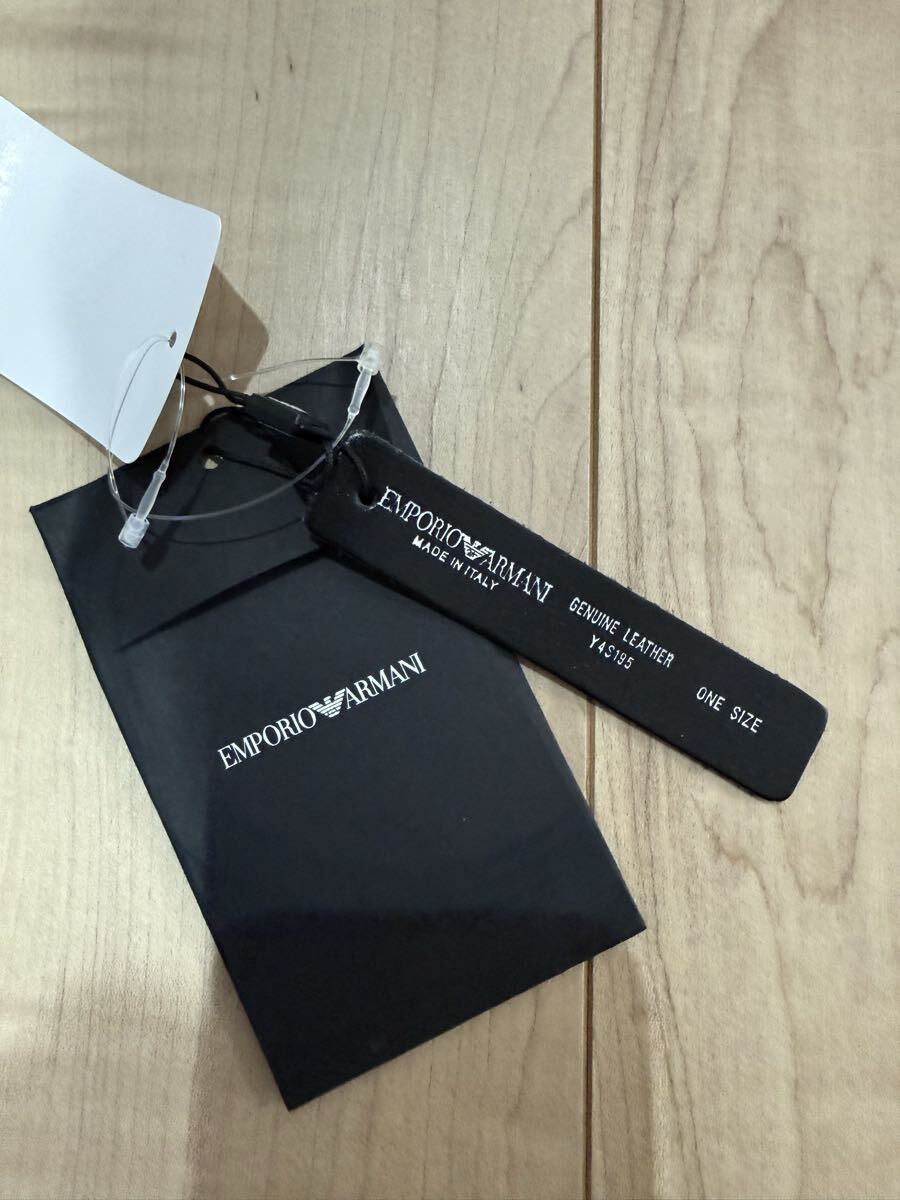 EMPORIO ARMANI
MADE IN ITALY
GENUINE LEATHER
Y4S195
ONE SIZE
EMPORIO ARMANI